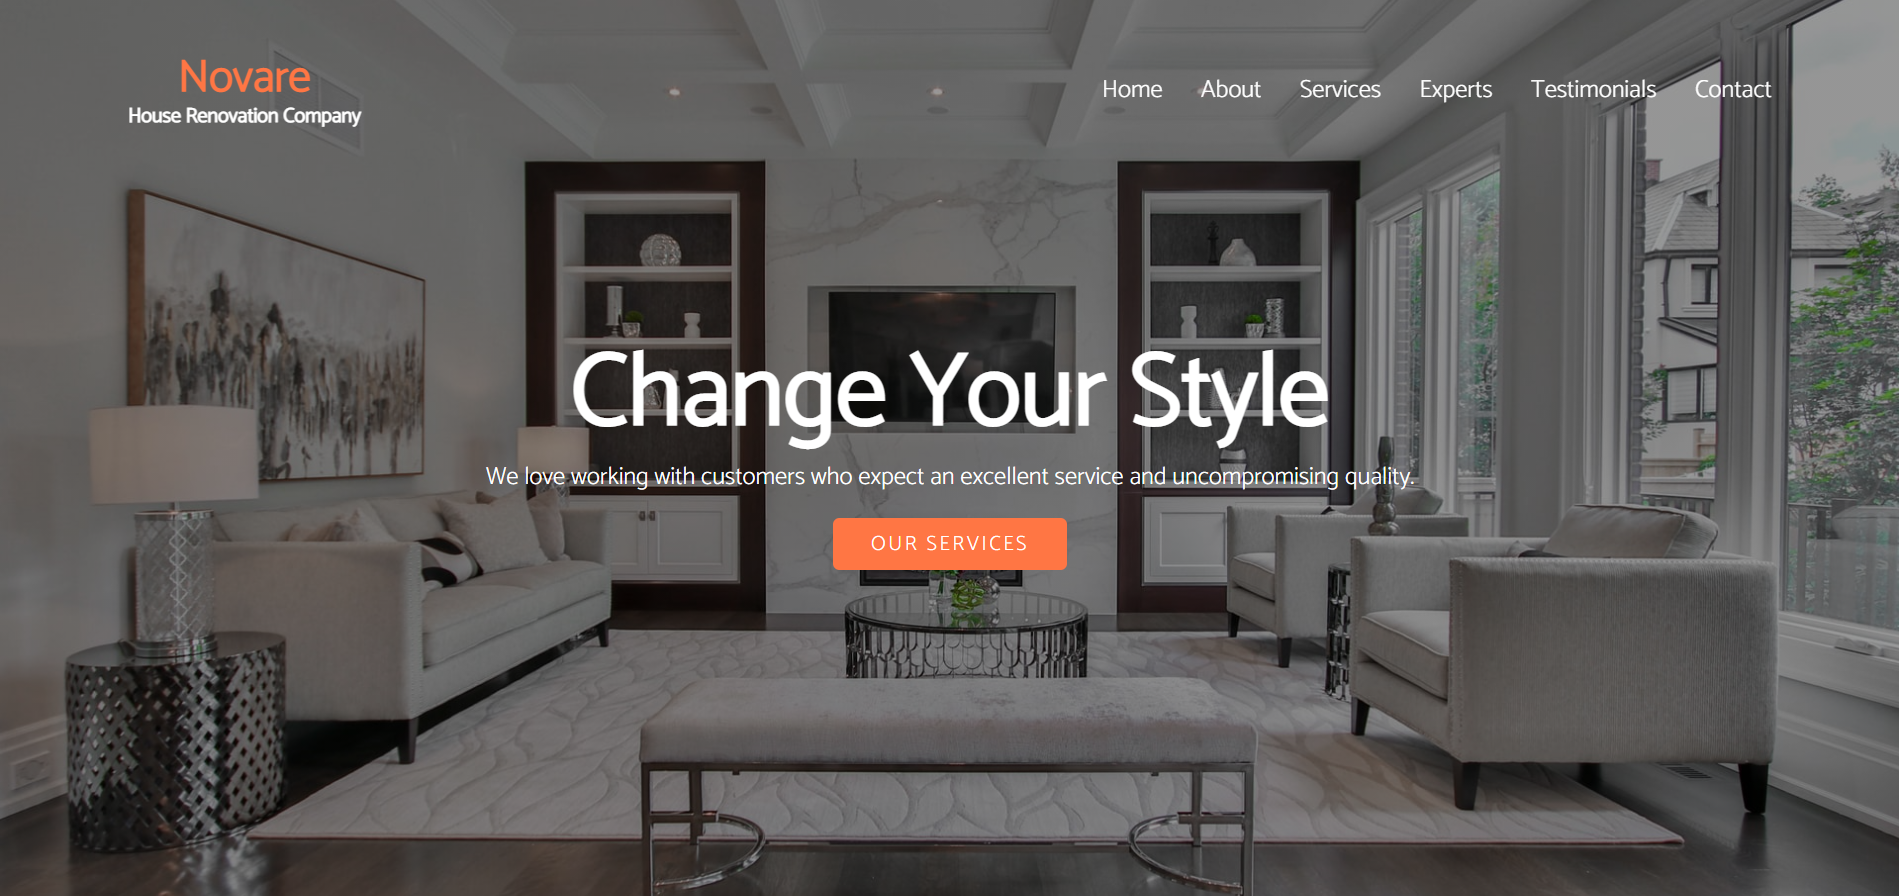 Novare
House Renovation Company
Home About Services Experts Testimonials Contact
Change Your Style
We love working with customers who expect an excellent service and uncompromising quality.
OUR SERVICES